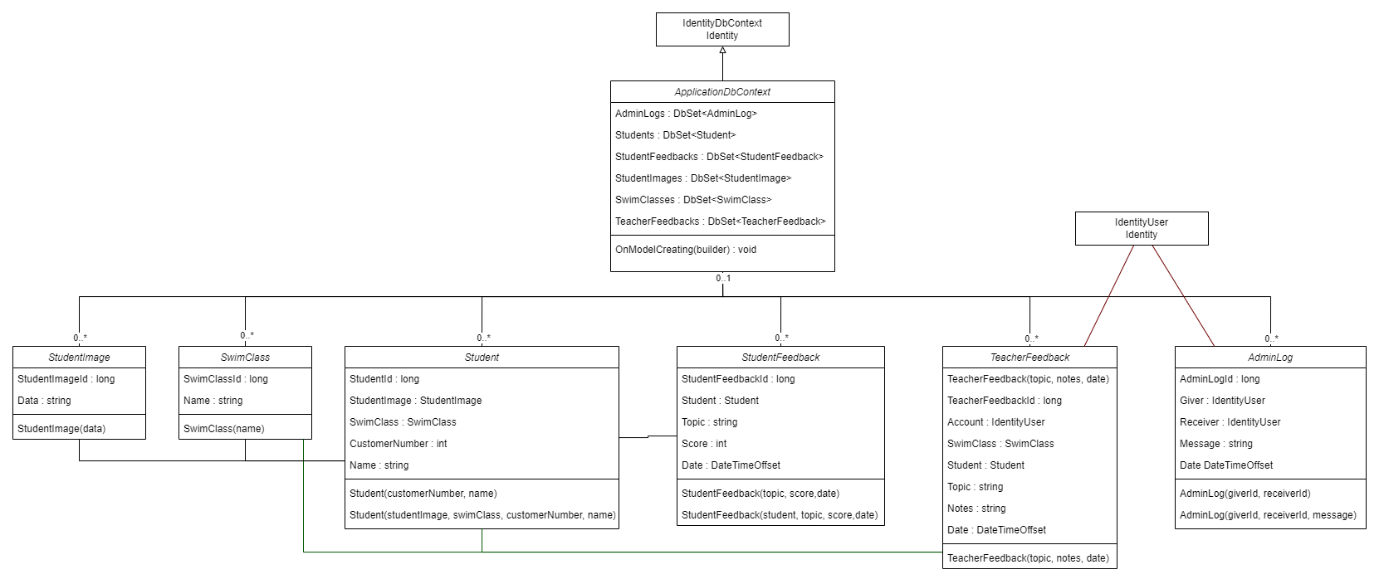 IdentityDbContext
Identity
ApplicationDbContext
AdminLogs : DbSet<AdminLog>
Students : DbSet<Student>
StudentFeedbacks : DbSet<StudentFeedback>
StudentImages : DbSet<StudentImage>
SwimClasses : DbSet<SwimClass>
TeacherFeedbacks : DbSet<TeacherFeedback>
OnModelCreating(builder) : void
0..1
IdentityUser
Identity
0..*
0..*
0..*
0..*
0..*
0..*
StudentImage
StudentImageId : long
Data : string
StudentImage(data)
SwimClass
SwimClassId : long
Name : string
SwimClass(name)
Student
StudentId : long
StudentImage : StudentImage
SwimClass : SwimClass
CustomerNumber : int
Name : string
Student(customerNumber, name)
Student(studentImage, swimClass, customerNumber, name)
StudentFeedback
StudentFeedbackId : long
Student : Student
Topic : string
Score : int
Date : DateTimeOffset
StudentFeedback(topic, score,date)
StudentFeedback(student, topic, score,date)
TeacherFeedback
TeacherFeedback(topic, notes, date)
TeacherFeedbackId : long
Account : IdentityUser
SwimClass : SwimClass
Student : Student
Topic : string
Notes : string
Date : DateTimeOffset
TeacherFeedback(topic, notes, date)
AdminLog
AdminLogId : long
Giver : IdentityUser
Receiver : IdentityUser
Message : string
Date DateTimeOffset
AdminLog(giverId, receiverId)
AdminLog(giverId, receiverId, message)